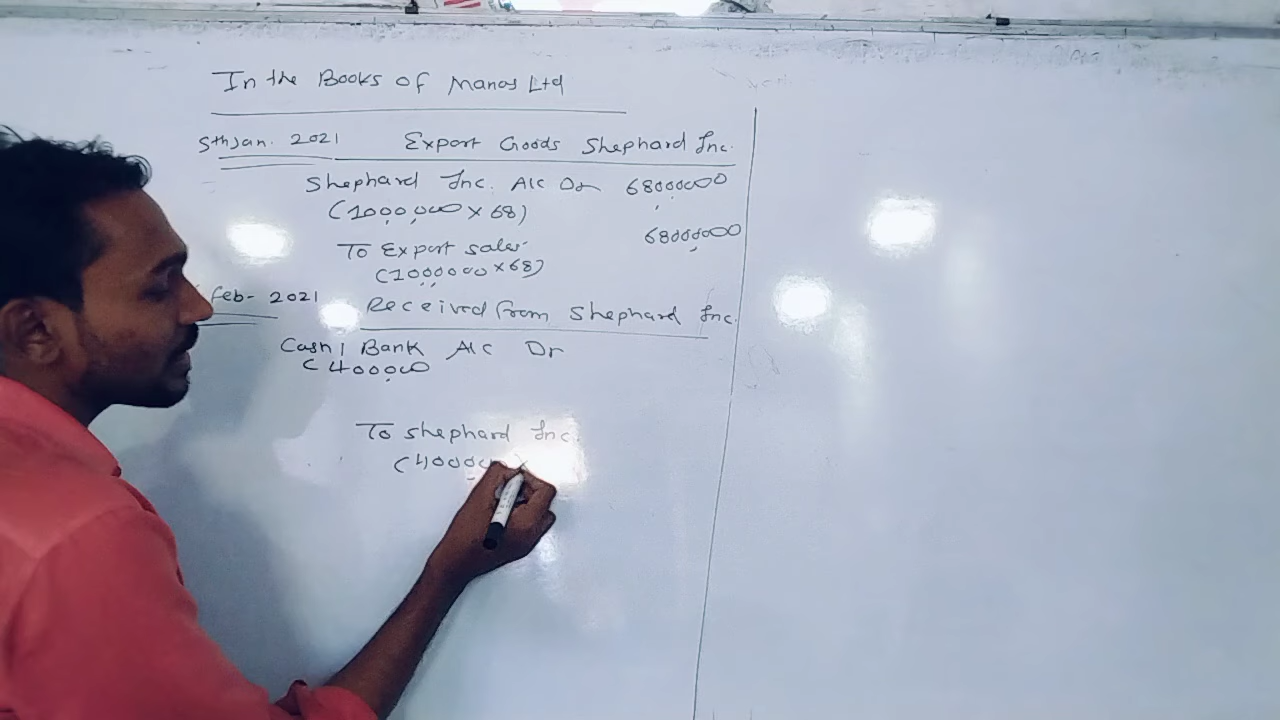 In the Books of Manas Ltd
5th Jan. 2021 Export Goods Shephard Inc.
Shephard Inc. A/c Dr 68000000
(1000,000 × 68)
68000000
To Export sales
(1000000 × 68)
Feb- 2021 Received from Shephard Inc.
Cash/Bank A/c Dr
(400000
To shephard Inc.
(4000